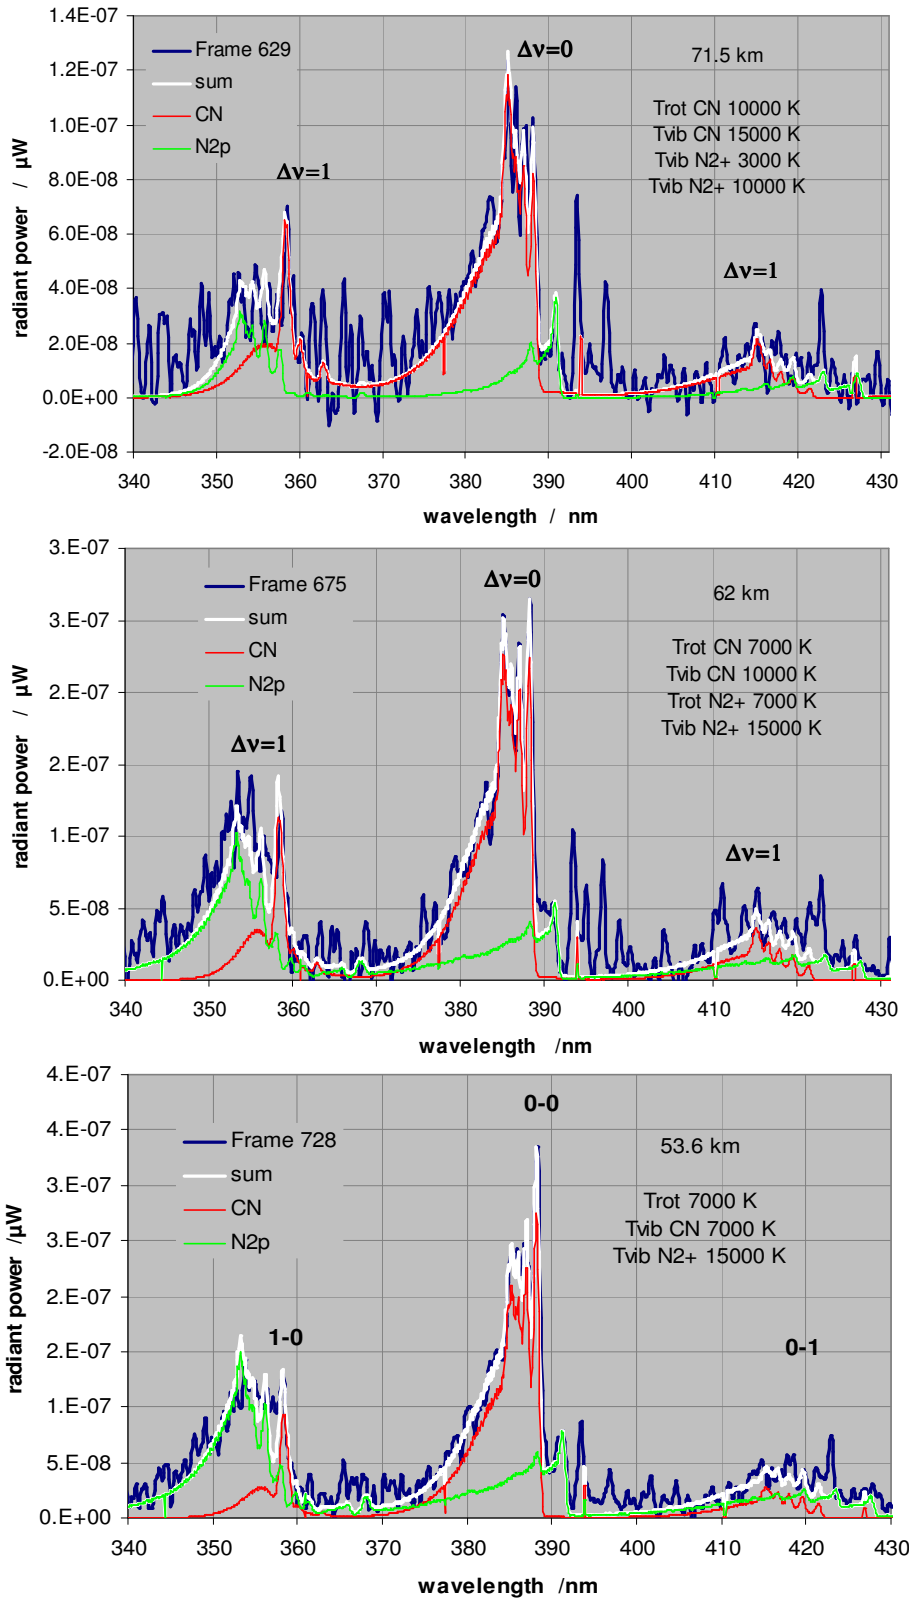 1.4E-07
1.2E-07
1.0E-07
8.0E-08
6.0E-08
4.0E-08
2.0E-08
0.0E+00
-2.0E-08
radiant power / µW
Frame 629
sum
CN
N2p
Δν=1
Δν=0
71.5 km
Trot CN 10000 K
Tvib CN 15000 K
Tvib N2+ 3000 K
Tvib N2+ 10000 K
Δν=1
340 350 360 370 380 390 400 410 420 430
wavelength / nm
3.E-07
3.E-07
2.E-07
2.E-07
1.E-07
5.E-08
0.E+00
radiant power / µW
Frame 675
sum
CN
N2p
Δν=1
Δν=0
62 km
Trot CN 7000 K
Tvib CN 10000 K
Trot N2+ 7000 K
Tvib N2+ 15000 K
Δν=1
340 350 360 370 380 390 400 410 420 430
wavelength /nm
4.E-07
4.E-07
3.E-07
3.E-07
2.E-07
2.E-07
1.E-07
5.E-08
0.E+00
radiant power /µW
Frame 728
sum
CN
N2p
1-0
0-0
53.6 km
Trot 7000 K
Tvib CN 7000 K
Tvib N2+ 15000 K
0-1
340 350 360 370 380 390 400 410 420 430
wavelength /nm